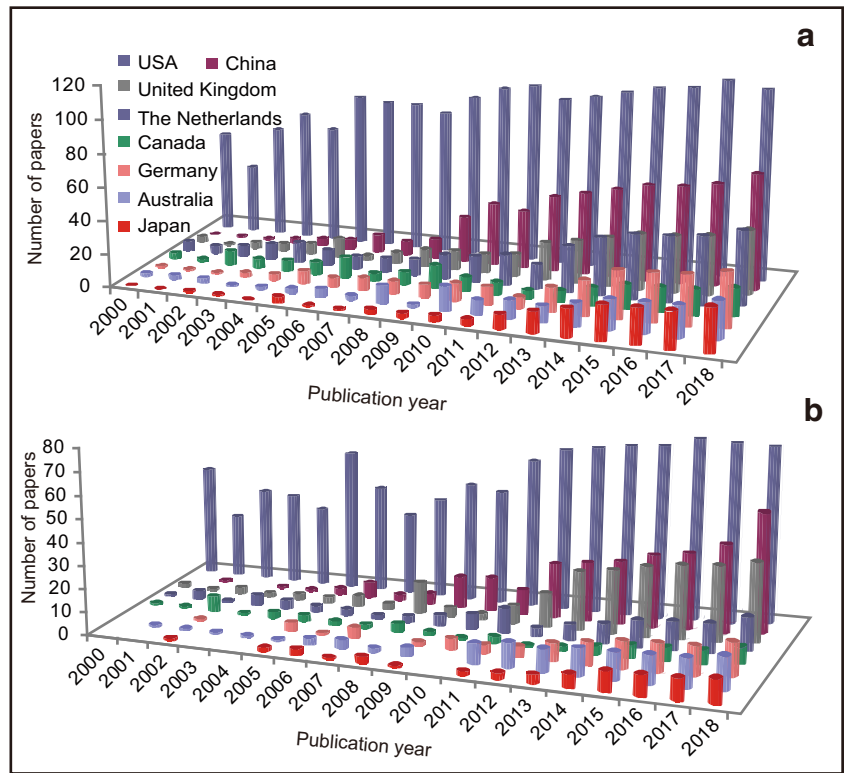 a
USA China
United Kingdom
The Netherlands
Canada
Germany
Australia
Japan
Number of papers
120
100
80
60
40
20
0
2000 2001 2002 2003 2004 2005 2006 2007 2008 2009 2010 2011 2012 2013 2014 2015 2016 2017 2018
Publication year
b
Number of papers
80
70
60
50
40
30
20
10
0
2000 2001 2002 2003 2004 2005 2006 2007 2008 2009 2010 2011 2012 2013 2014 2015 2016 2017 2018
Publication year